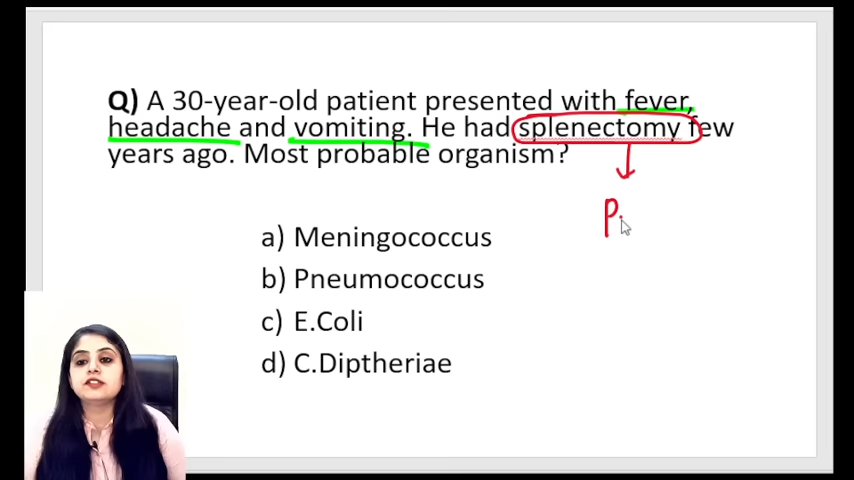 Q) A 30-year-old patient presented with fever,
headache and vomiting. He had splenectomy few
years ago. Most probable organism?
P.
a) Meningococcus
b) Pneumococcus
c) E.Coli
d) C.Diptheriae